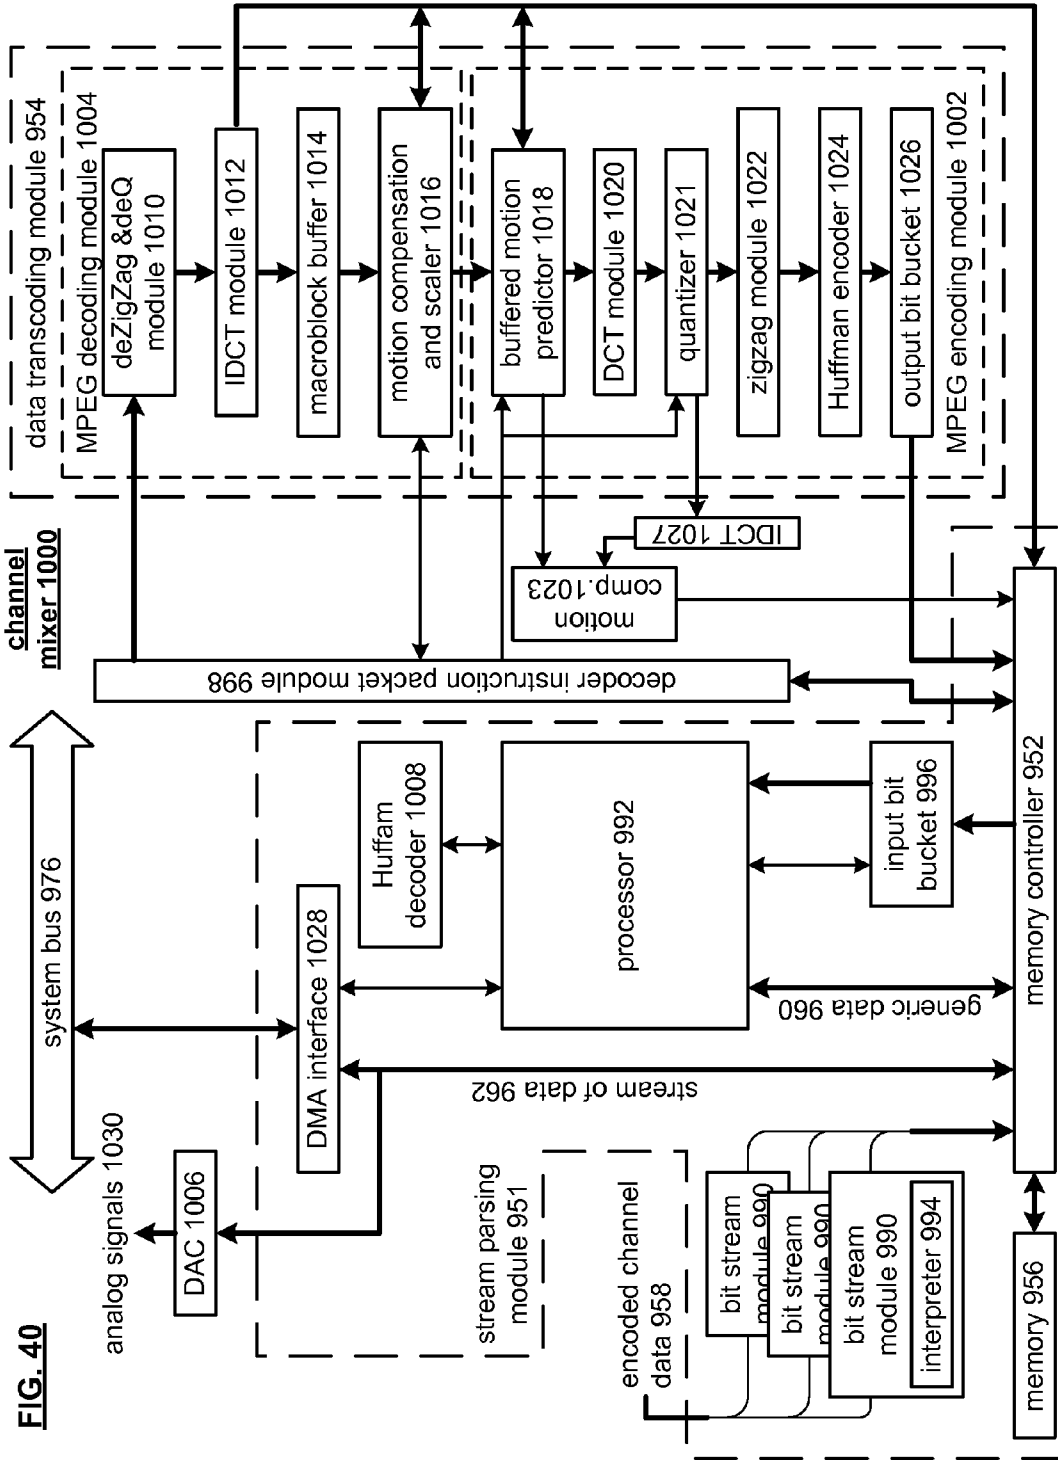 FIG. 40
channel
mixer 1000
analog signals 1030
system bus 976
DAC 1006
data transcoding module 954
MPEG decoding module 1004
deZigZag &deQ
module 1010
IDCT module 1012
macroblock buffer 1014
motion compensation
and scaler 1016
buffered motion
predictor 1018
DCT module 1020
quantizer 1021
zigzag module 1022
Huffman encoder 1024
output bit bucket 1026
MPEG encoding module 1002
IDCT 1027
motion
comp.1023
decoder instruction packet module 998
DMA interface 1028
Huffam
decoder 1008
stream parsing
module 951
stream of data 962
processor 992
generic data 960
input bit
bucket 996
encoded channel
data 958
bit stream
module 990
bit stream
module 990
bit stream
module 990
interpreter 994
memory 956
memory controller 952